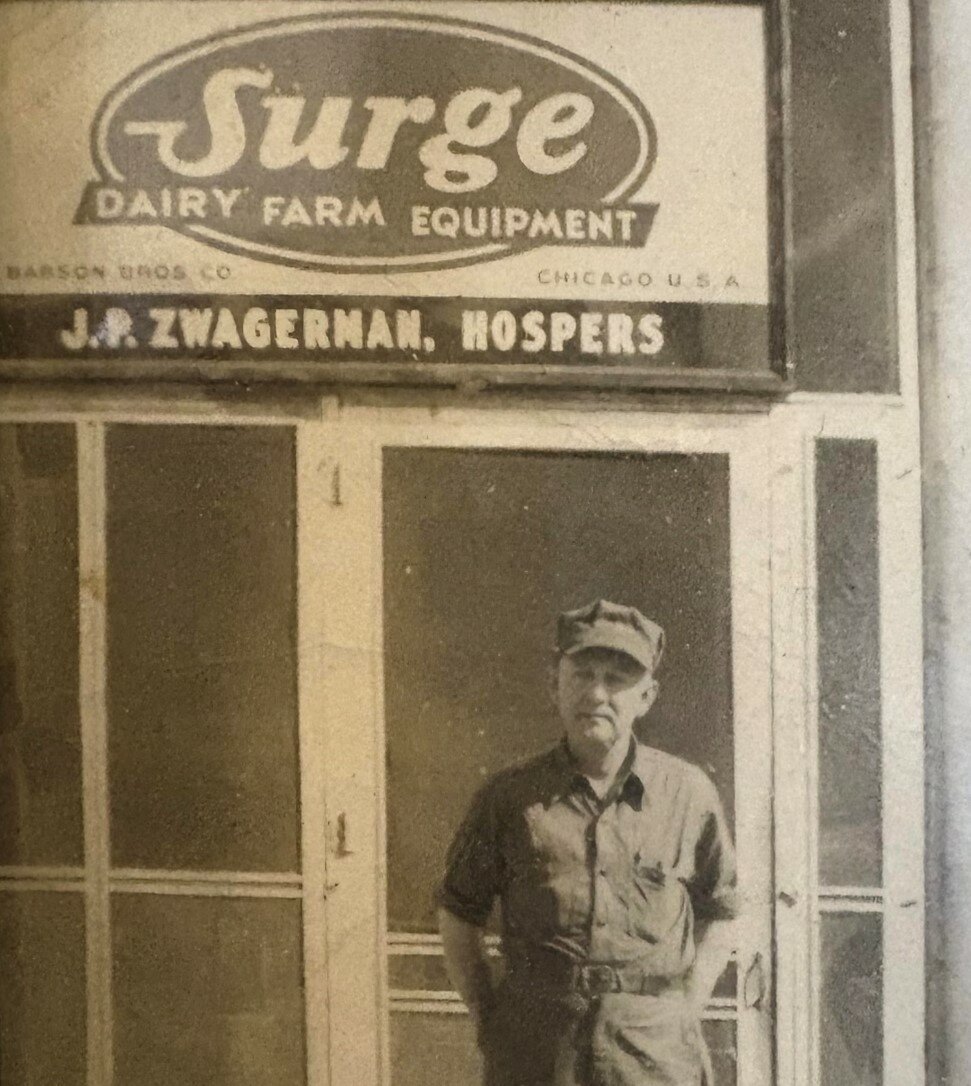 Surge
DAIRY FARM EQUIPMENT
BABSON BROS CO CHICAGO U S A
J.P. ZWAGERMAN, HOSPERS